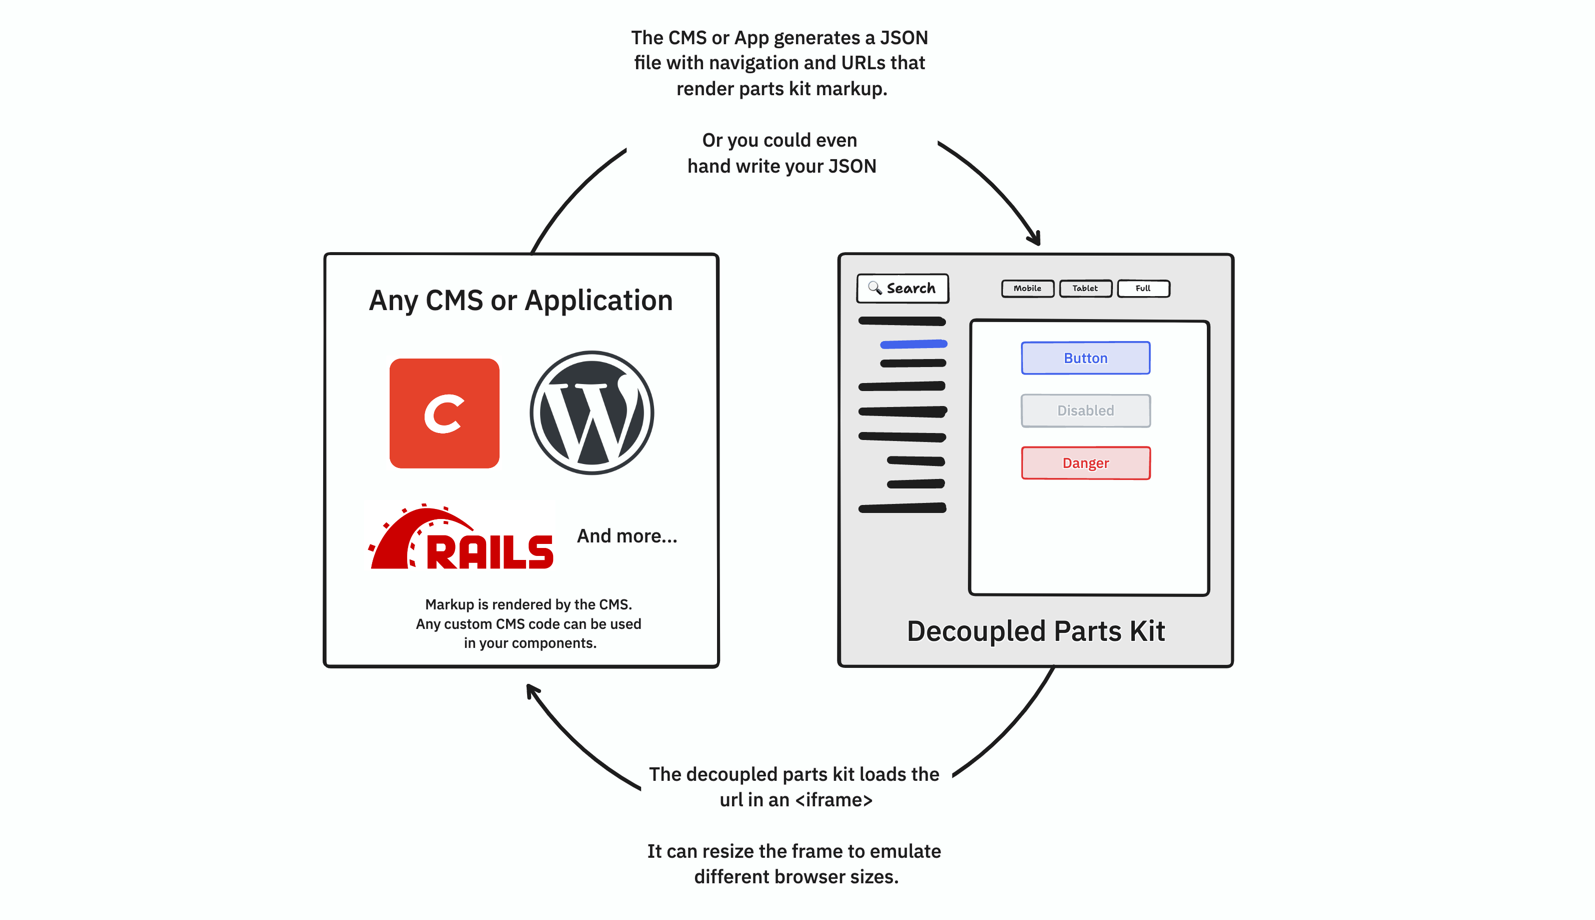 The CMS or App generates a JSON
file with navigation and URLs that
render parts kit markup.
Or you could even
hand write your JSON
Any CMS or Application
C
W
RAILS
And more...
Markup is rendered by the CMS.
Any custom CMS code can be used
in your components.
Search
Mobile
Tablet
Full
Button
Disabled
Danger
Decoupled Parts Kit
The decoupled parts kit loads the
url in an <iframe>
It can resize the frame to emulate
different browser sizes.